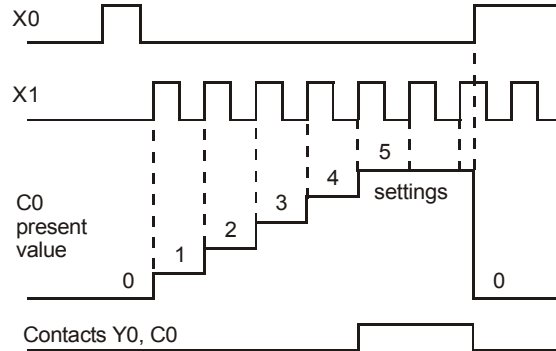 X0
X1
5
4
settings
3
C0
present
value
2
1
0
0
Contacts Y0, C0